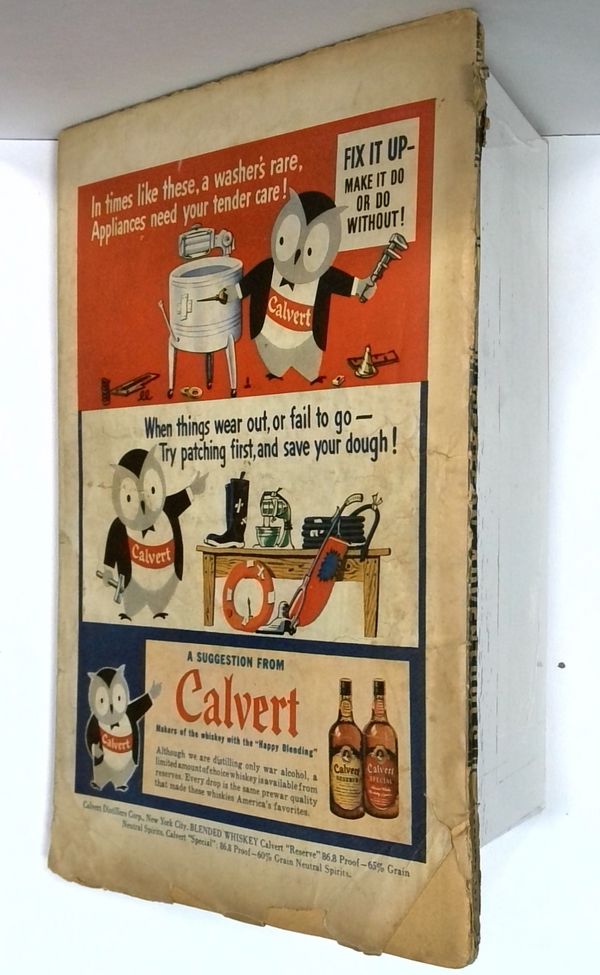 In times like these, a washer's rare,
Appliances need your tender care!
FIX IT UP-
MAKE IT DO
OR DO
WITHOUT!
Calvert
When things wear out, or fail to go—
Try patching first, and save your dough!
Calvert
A SUGGESTION FROM
Calvert
Makers of the whiskey with the "Happy Blending"
Although we are distilling only war alcohol, a
limited amount of choice whiskey is available from
reserves. Every drop is the same prewar quality
that made these whiskies America's favorites.
Calvert
Calvert
RESERVE
Calvert
SPECIAL
Calvert Distillers Corp., New York City. BLENDED WHISKEY Calvert "Reserve" 86.8 Proof—65% Grain
Neutral Spirits. Calvert "Special": 86.8 Proof—60% Grain Neutral Spirits.